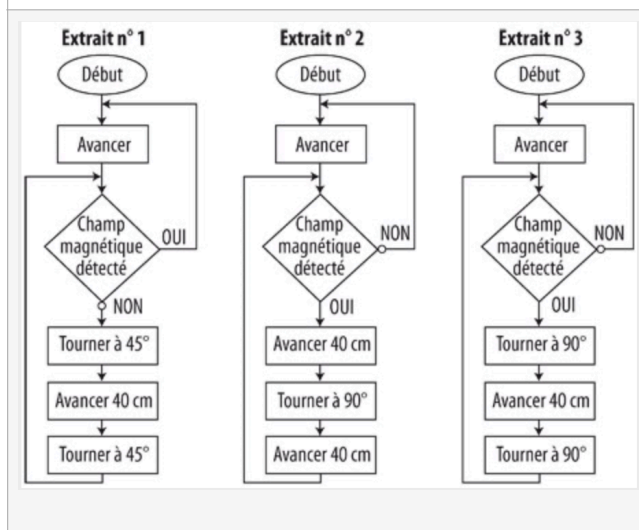 Extrait n° 1
Début
Avancer
Champ
magnétique
détecté
OUI
NON
Tourner à 45°
Avancer 40 cm
Tourner à 45°
Extrait n° 2
Début
Avancer
Champ
magnétique
détecté
NON
OUI
Avancer 40 cm
Tourner à 90°
Avancer 40 cm
Extrait n° 3
Début
Avancer
Champ
magnétique
détecté
NON
OUI
Tourner à 90°
Avancer 40 cm
Tourner à 90°